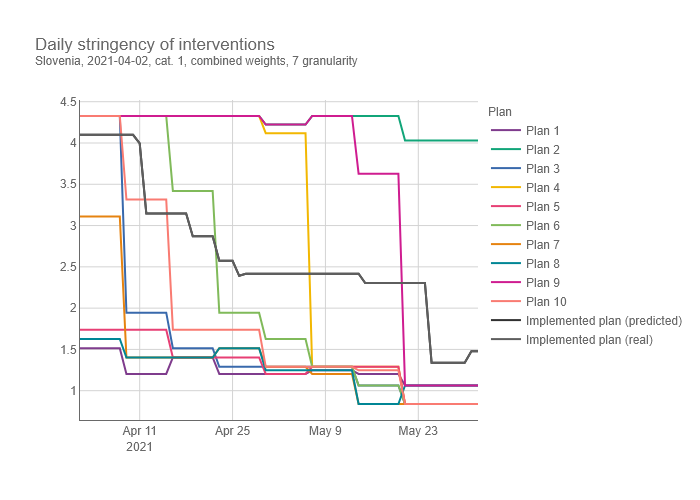 Daily stringency of interventions
Slovenia, 2021-04-02, cat. 1, combined weights, 7 granularity
4.5
4
3.5
3
2.5
2
1.5
1
Apr 11
2021
Apr 25
May 9
May 23
Plan
Plan 1
Plan 2
Plan 3
Plan 4
Plan 5
Plan 6
Plan 7
Plan 8
Plan 9
Plan 10
Implemented plan (predicted)
Implemented plan (real)